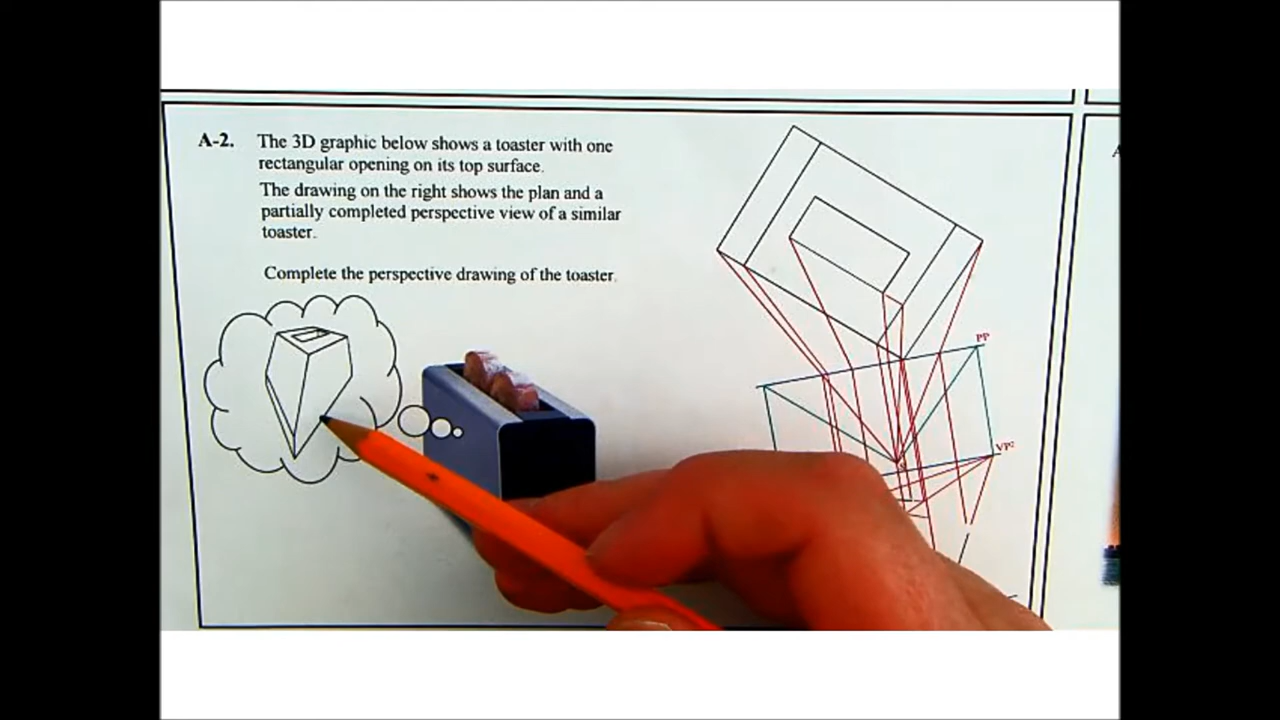 A-2. The 3D graphic below shows a toaster with one
rectangular opening on its top surface.
The drawing on the right shows the plan and a
partially completed perspective view of a similar
toaster.
Complete the perspective drawing of the toaster.
PP